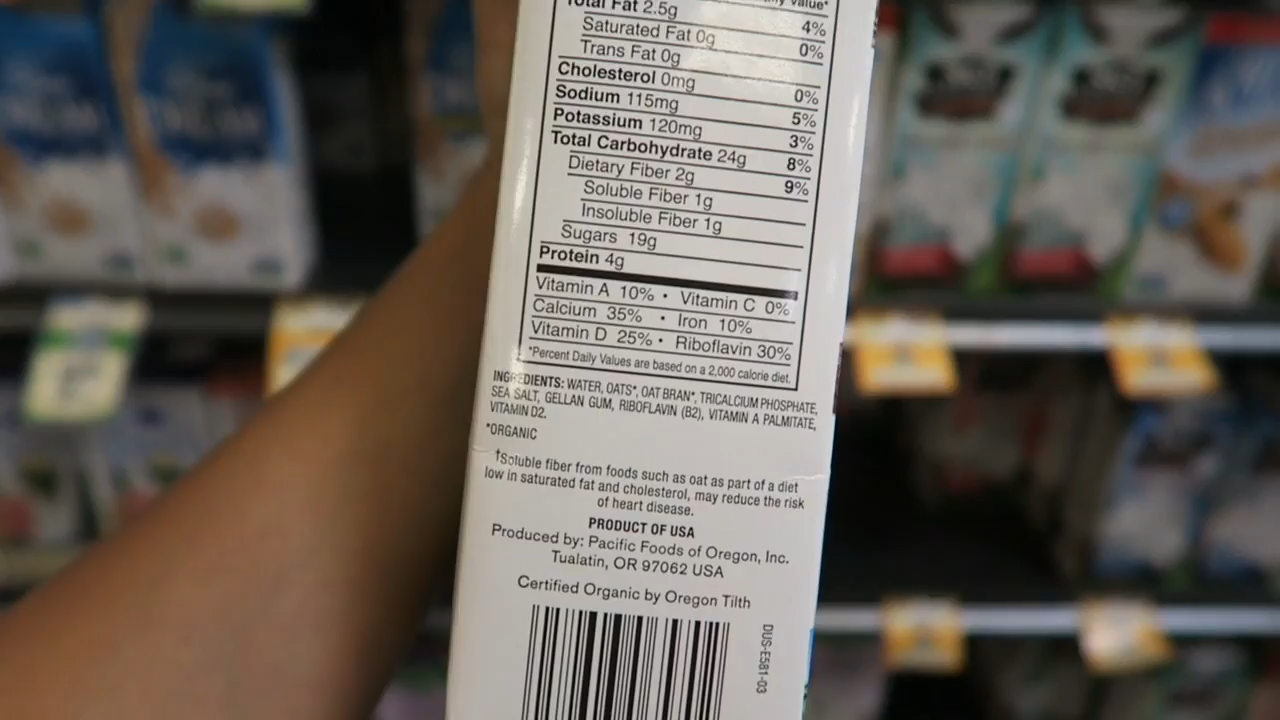 Total Fat 2.5g 4%
Saturated Fat 0g 0%
Trans Fat 0g
Cholesterol 0mg 0%
Sodium 115mg 5%
Potassium 120mg 3%
Total Carbohydrate 24g 8%
Dietary Fiber 2g 9%
Soluble Fiber 1g
Insoluble Fiber 1g
Sugars 19g
Protein 4g
Vitamin A 10% • Vitamin C 0%
Calcium 35% • Iron 10%
Vitamin D 25% • Riboflavin 30%
*Percent Daily Values are based on a 2,000 calorie diet.
INGREDIENTS: WATER, OATS*, OAT BRAN*, TRICALCIUM PHOSPHATE,
SEA SALT, GELLAN GUM, RIBOFLAVIN (B2), VITAMIN A PALMITATE,
VITAMIN D2.
*ORGANIC
†Soluble fiber from foods such as oat as part of a diet
low in saturated fat and cholesterol, may reduce the risk
of heart disease.
PRODUCT OF USA
Produced by: Pacific Foods of Oregon, Inc.
Tualatin, OR 97062 USA
Certified Organic by Oregon Tilth
DUS-E581-03